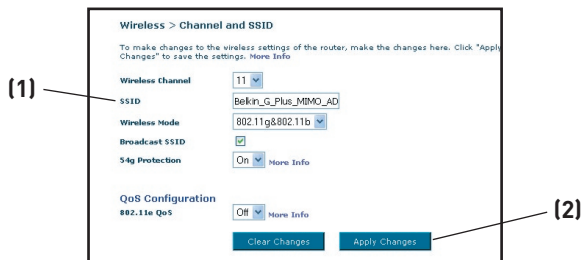 Wireless > Channel and SSID
To make changes to the wireless settings of the router, make the changes here. Click "Apply
Changes" to save the settings. More Info
Wireless Channel 11
(1)
SSID Belkin_G_Plus_MIMO_AD
Wireless Mode 802.11g&802.11b
Broadcast SSID
54g Protection On More Info
QoS Configuration
802.11e QoS Off More Info
(2)
Clear Changes Apply Changes